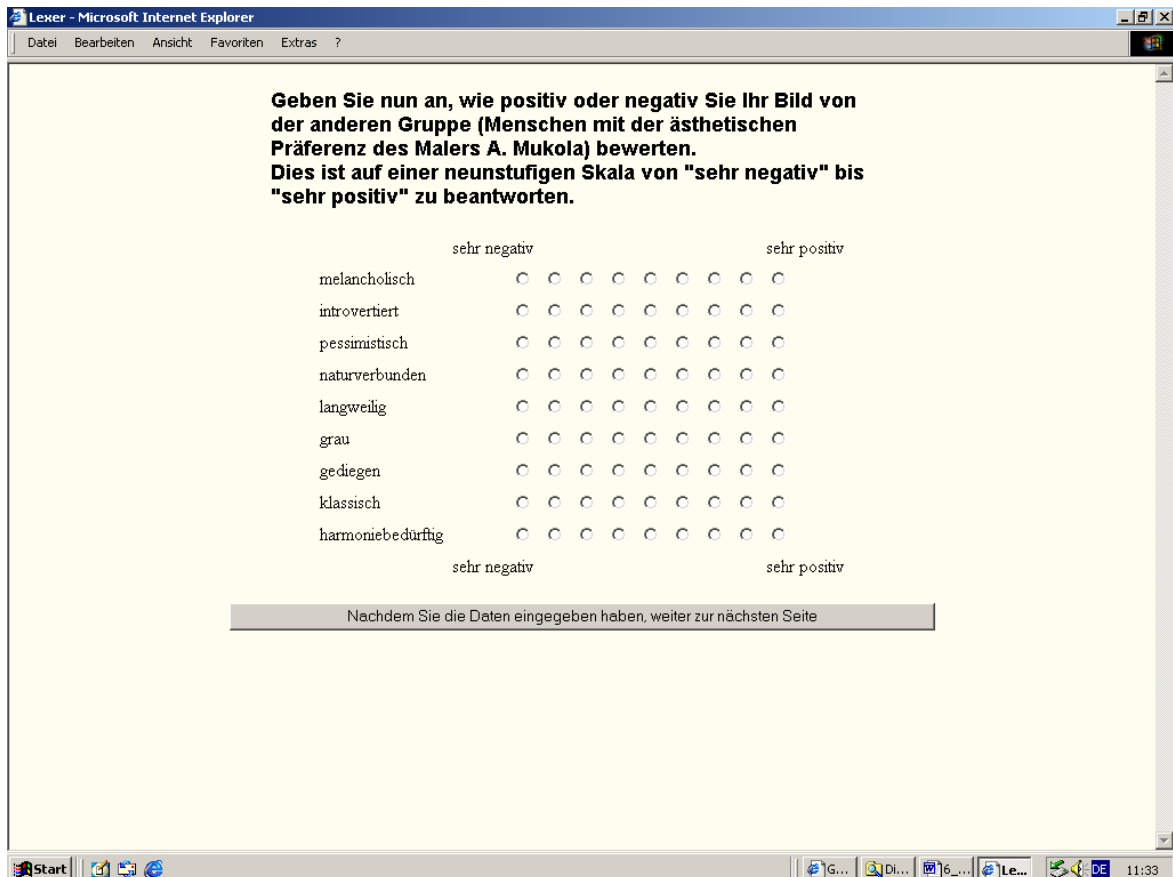 Lexer - Microsoft Internet Explorer
Datei Bearbeiten Ansicht Favoriten Extras ?
Geben Sie nun an, wie positiv oder negativ Sie Ihr Bild von
der anderen Gruppe (Menschen mit der ästhetischen
Präferenz des Malers A. Mukola) bewerten.
Dies ist auf einer neunstufigen Skala von "sehr negativ" bis
"sehr positiv" zu beantworten.
sehr negativ sehr positiv
melancholisch
introvertiert
pessimistisch
naturverbunden
langweilig
grau
gediegen
klassisch
harmoniebedürftig
sehr negativ sehr positiv
Nachdem Sie die Daten eingegeben haben, weiter zur nächsten Seite
Start G... Di... 6_... Le... DE 11:33